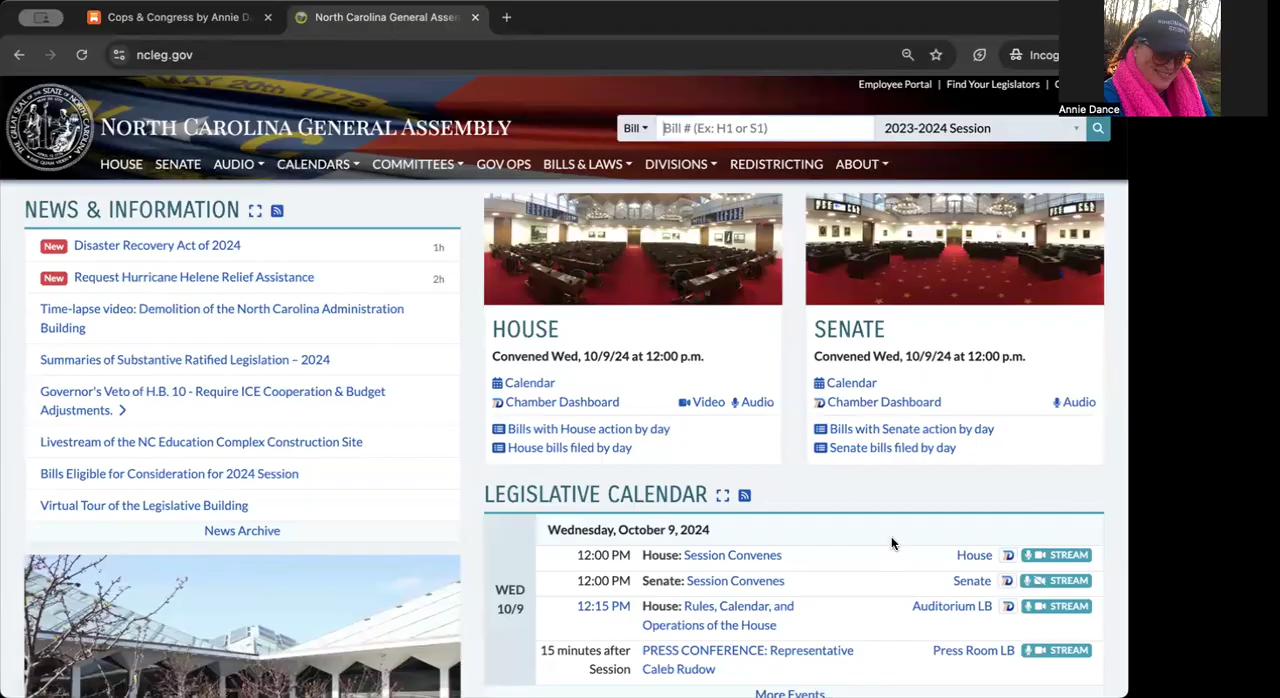 Cops & Congress by Annie D
North Carolina General Assem
ncleg.gov
Incog
Annie Dance
MAY 20TH 1775
Employee Portal | Find Your Legislators |
NORTH CAROLINA GENERAL ASSEMBLY
Bill
Bill # (Ex: H1 or S1)
2023-2024 Session
HOUSE SENATE AUDIO CALENDARS COMMITTEES GOV OPS BILLS & LAWS DIVISIONS REDISTRICTING ABOUT
NEWS & INFORMATION
New Disaster Recovery Act of 2024 1h
New Request Hurricane Helene Relief Assistance 2h
Time-lapse video: Demolition of the North Carolina Administration
Building
Summaries of Substantive Ratified Legislation – 2024
Governor's Veto of H.B. 10 - Require ICE Cooperation & Budget
Adjustments.
Livestream of the NC Education Complex Construction Site
Bills Eligible for Consideration for 2024 Session
Virtual Tour of the Legislative Building
News Archive
HOUSE
Convened Wed, 10/9/24 at 12:00 p.m.
Calendar
Chamber Dashboard Video Audio
Bills with House action by day
House bills filed by day
SENATE
Convened Wed, 10/9/24 at 12:00 p.m.
Calendar
Chamber Dashboard Audio
Bills with Senate action by day
Senate bills filed by day
LEGISLATIVE CALENDAR
Wednesday, October 9, 2024
WED
10/9
12:00 PM House: Session Convenes House STREAM
12:00 PM Senate: Session Convenes Senate STREAM
12:15 PM House: Rules, Calendar, and Auditorium LB STREAM
Operations of the House
15 minutes after PRESS CONFERENCE: Representative Press Room LB STREAM
Session Caleb Rudow
More Events